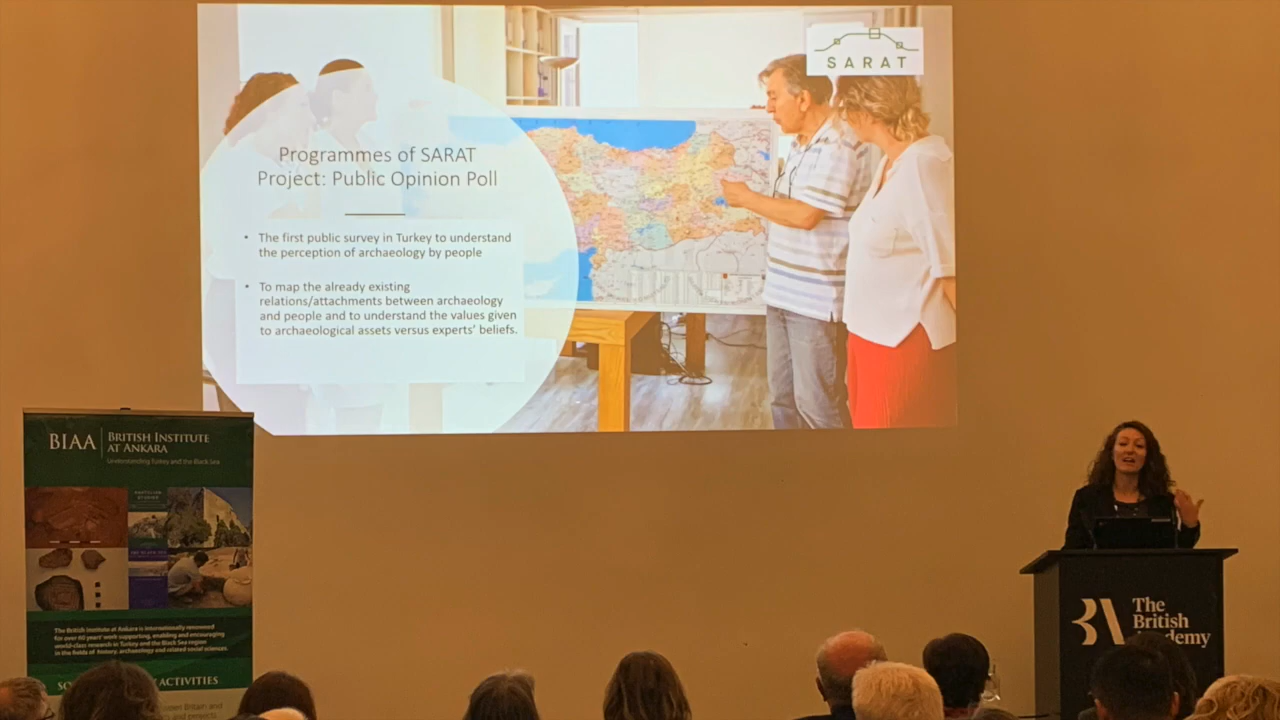 SARAT
Programmes of SARAT
Project: Public Opinion Poll
• The first public survey in Turkey to understand
the perception of archaeology by people
• To map the already existing
relations/attachments between archaeology
and people and to understand the values given
to archaeological assets versus experts' beliefs.
BIAA
BRITISH INSTITUTE
AT ANKARA
Understanding Turkey and the Black Sea
The British Institute at Ankara is internationally renowned
for over 60 years' work supporting, enabling and encouraging
world-class research in Turkey and the Black Sea region
in the fields of history, archaeology and related social sciences.
ACTIVITIES
The
British
Academy